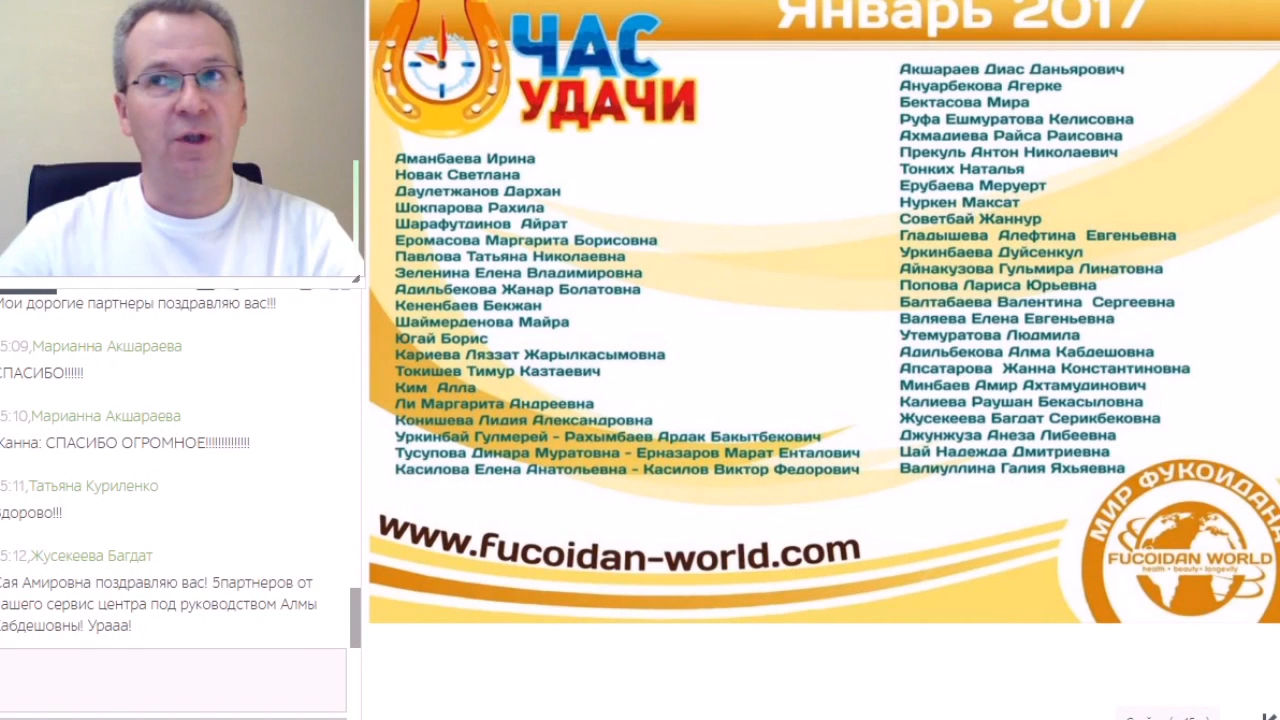 Январь 2017
ЧАС
УДАЧИ
Аманбаева Ирина
Новак Светлана
Даулетжанов Дархан
Шокпарова Рахила
Шарафутдинов Айрат
Еромасова Маргарита Борисовна
Павлова Татьяна Николаевна
Зеленина Елена Владимировна
Адильбекова Жанар Болатовна
Кененбаев Бекжан
Шаймерденова Майра
Югай Борис
Кариева Ляззат Жарылкасымовна
Токишев Тимур Казтаевич
Ким Алла
Ли Маргарита Андреевна
Конишева Лидия Александровна
Уркинбай Гулмерей - Рахымбаев Ардак Бакытбекович
Тусупова Динара Муратовна - Ерназаров Марат Енталович
Касилова Елена Анатольевна - Касилов Виктор Федорович
Акшараев Диас Даньярович
Ануарбекова Агерке
Бектасова Мира
Руфа Ешмуратова Келисовна
Ахмадиева Райса Раисовна
Прекуль Антон Николаевич
Тонких Наталья
Ерубаева Меруерт
Нуркен Максат
Советбай Жаннур
Гладышева Алефтина Евгеньевна
Уркинбаева Дуйсенкул
Айнакузова Гульмира Линатовна
Попова Лариса Юрьевна
Балтабаева Валентина Сергеевна
Валяева Елена Евгеньевна
Утемуратова Людмила
Адильбекова Алма Кабдешовна
Апсатарова Жанна Константиновна
Минбаев Амир Ахтамудинович
Калиева Раушан Бекасыловна
Жусекеева Багдат Серикбековна
Джунжуза Анеза Либеевна
Цай Надежда Дмитриевна
Валиуллина Галия Яхьяевна
www.fucoidan-world.com
МИР ФУКОИДАНА
FUCOIDAN WORLD
health • beauty • longevity
Мои дорогие партнеры поздравляю вас!!!
5:09,Марианна Акшараева
СПАСИБО!!!!!!
5:10,Марианна Акшараева
Жанна: СПАСИБО ОГРОМНОЕ!!!!!!!!!!!!!!
5:11,Татьяна Куриленко
Здорово!!!
5:12,Жусекеева Багдат
Амировна поздравляю вас! 5партнеров от
нашего сервис центра под руководством Алмы
Кабдешовны! Урааа!